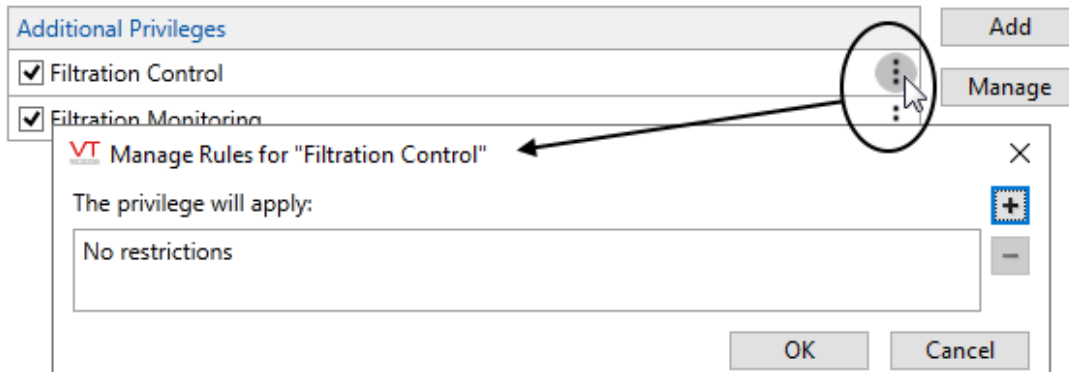 Additional Privileges
Add
Filtration Control
Manage
Filtration Monitoring
VT Manage Rules for "Filtration Control"
The privilege will apply:
No restrictions
OK Cancel